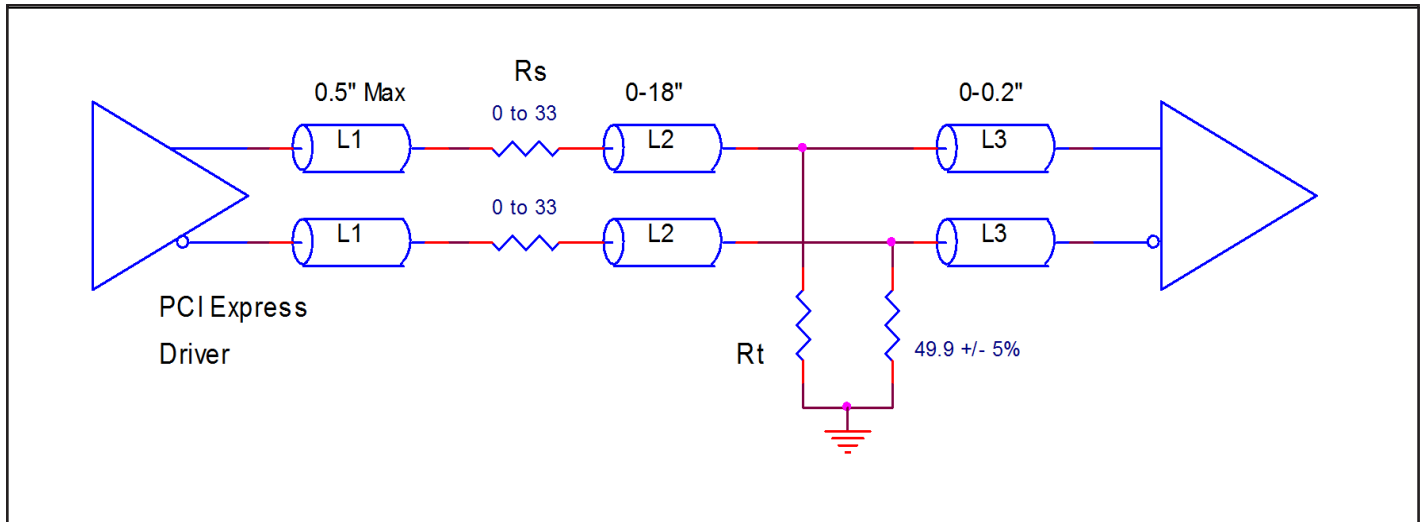 Rs
0.5" Max
0-18"
0-0.2"
0 to 33
L1
L2
L3
0 to 33
L1
L2
L3
PCI Express
Driver
Rt
49.9 +/- 5%